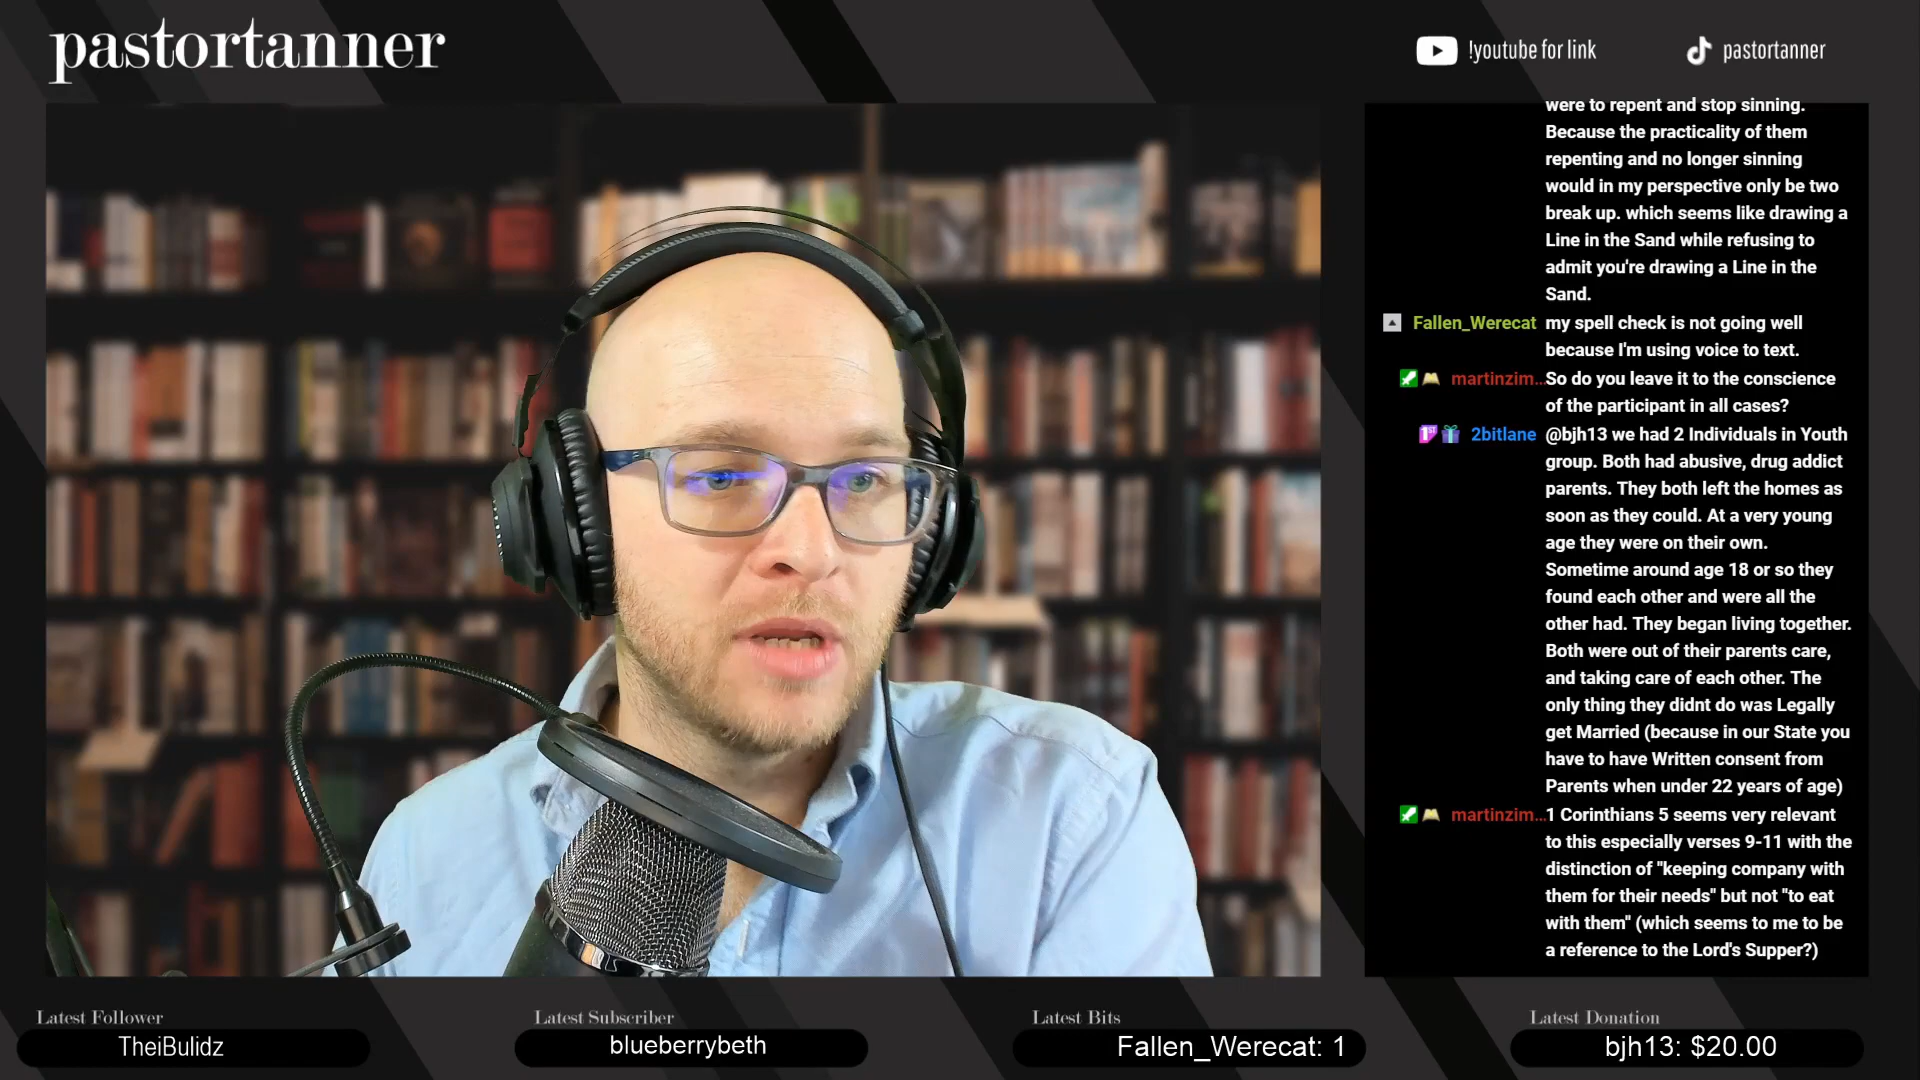 pastortanner
!youtube for link
pastortanner
were to repent and stop sinning.
Because the practicality of them
repenting and no longer sinning
would in my perspective only be two
break up. which seems like drawing a
Line in the Sand while refusing to
admit you're drawing a Line in the
Sand.
Fallen_Werecat my spell check is not going well
because I'm using voice to text.
martinzim... So do you leave it to the conscience
of the participant in all cases?
2bitlane @bjh13 we had 2 Individuals in Youth
group. Both had abusive, drug addict
parents. They both left the homes as
soon as they could. At a very young
age they were on their own.
Sometime around age 18 or so they
found each other and were all the
other had. They began living together.
Both were out of their parents care,
and taking care of each other. The
only thing they didnt do was Legally
get Married (because in our State you
have to have Written consent from
Parents when under 22 years of age)
martinzim... 1 Corinthians 5 seems very relevant
to this especially verses 9-11 with the
distinction of "keeping company with
them for their needs" but not "to eat
with them" (which seems to me to be
a reference to the Lord's Supper?)
Latest Follower
TheiBulidz
Latest Subscriber
blueberrybeth
Latest Bits
Fallen_Werecat: 1
Latest Donation
bjh13: $20.00